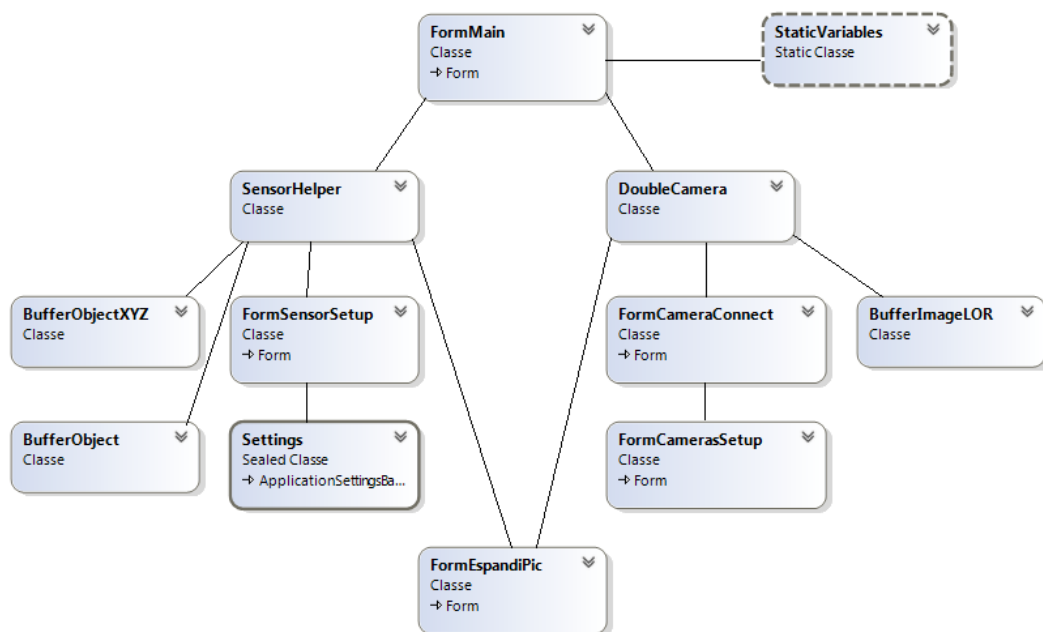 FormMain
Classe
Form
StaticVariables
Static Classe
SensorHelper
Classe
DoubleCamera
Classe
BufferObjectXYZ
Classe
FormSensorSetup
Classe
Form
FormCameraConnect
Classe
Form
BufferImageLOR
Classe
BufferObject
Classe
Settings
Sealed Classe
ApplicationSettingsBa...
FormCamerasSetup
Classe
Form
FormEspandiPic
Classe
Form